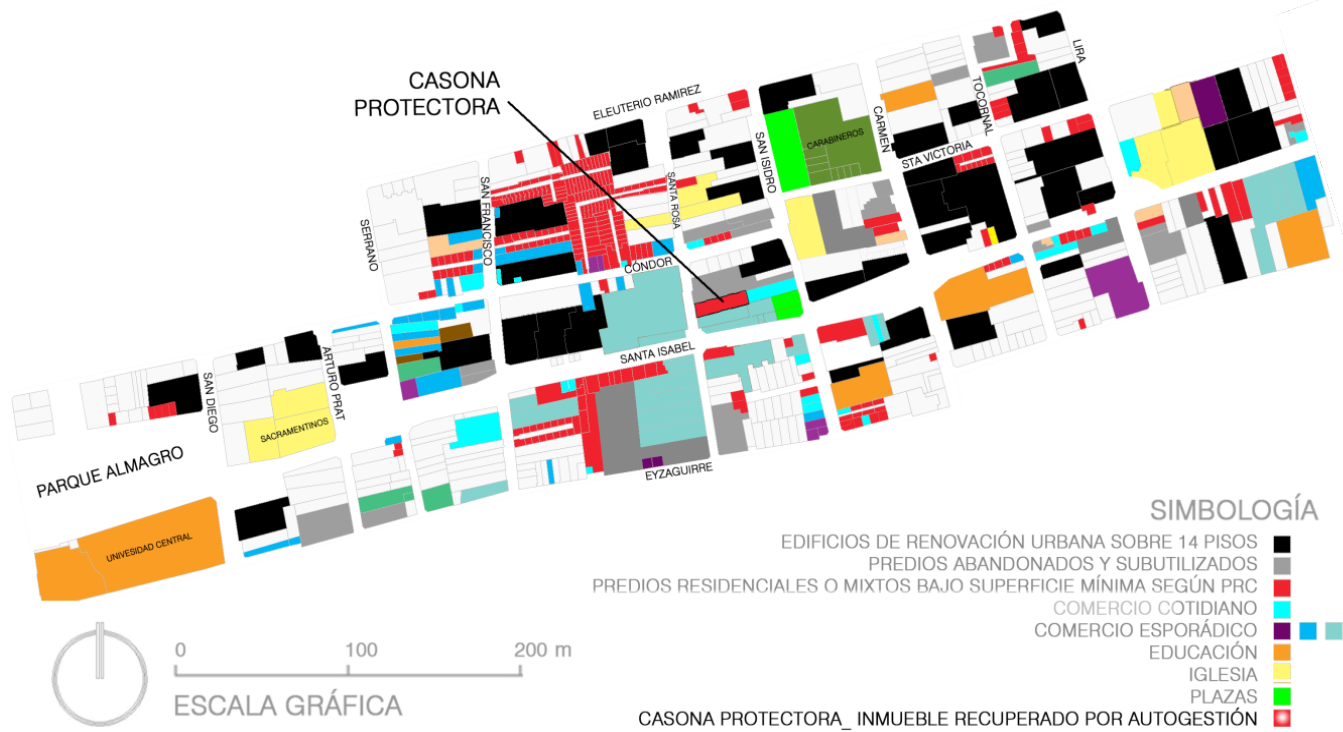 CASONA
PROTECTORA
ELEUTERIO RAMIREZ
LIRA
TOCORNAL
CARMEN
CARABINEROS
STA VICTORIA
SAN ISIDRO
SANTA ROSA
SAN FRANCISCO
SERRANO
CÓNDOR
SANTA ISABEL
ARTURO PRAT
SAN DIEGO
SACRAMENTINOS
PARQUE ALMAGRO
EYZAGUIRRE
UNIVESIDAD CENTRAL
SIMBOLOGÍA
EDIFICIOS DE RENOVACIÓN URBANA SOBRE 14 PISOS
PREDIOS ABANDONADOS Y SUBUTILIZADOS
PREDIOS RESIDENCIALES O MIXTOS BAJO SUPERFICIE MÍNIMA SEGÚN PRC
COMERCIO COTIDIANO
COMERCIO ESPORÁDICO
EDUCACIÓN
IGLESIA
PLAZAS
CASONA PROTECTORA_ INMUEBLE RECUPERADO POR AUTOGESTIÓN
0 100 200 m
ESCALA GRÁFICA